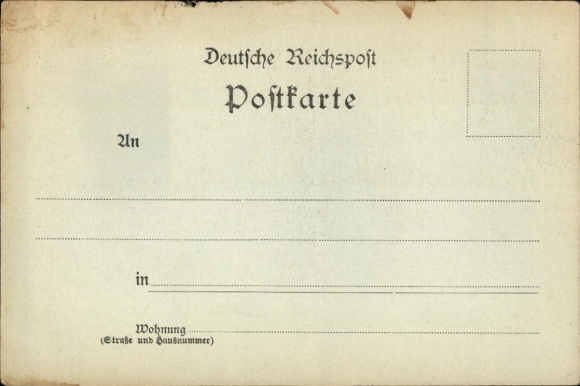 Deutſche Reichspoſt
Poſtkarte
An
in
Wohnung
(Straße und Hausnummer)